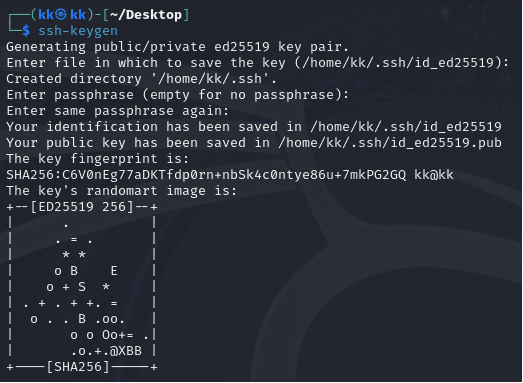 ┌──(kk㉿kk)-[~/Desktop]
└─$ ssh-keygen
Generating public/private ed25519 key pair.
Enter file in which to save the key (/home/kk/.ssh/id_ed25519):
Created directory '/home/kk/.ssh'.
Enter passphrase (empty for no passphrase):
Enter same passphrase again:
Your identification has been saved in /home/kk/.ssh/id_ed25519
Your public key has been saved in /home/kk/.ssh/id_ed25519.pub
The key fingerprint is:
SHA256:C6V0nEg77aDKTfdp0rn+nbSk4c0ntye86u+7mkPG2GQ kk@kk
The key's randomart image is:
+--[ED25519 256]--+
|      .          |
|     . = .       |
|      * *        |
|     o B    E    |
|    o + S  *     |
| . + . + +. =    |
|  o . . B .oo.   |
|       o o Oo+= .|
|       .o.+.@XBB |
+----[SHA256]-----+